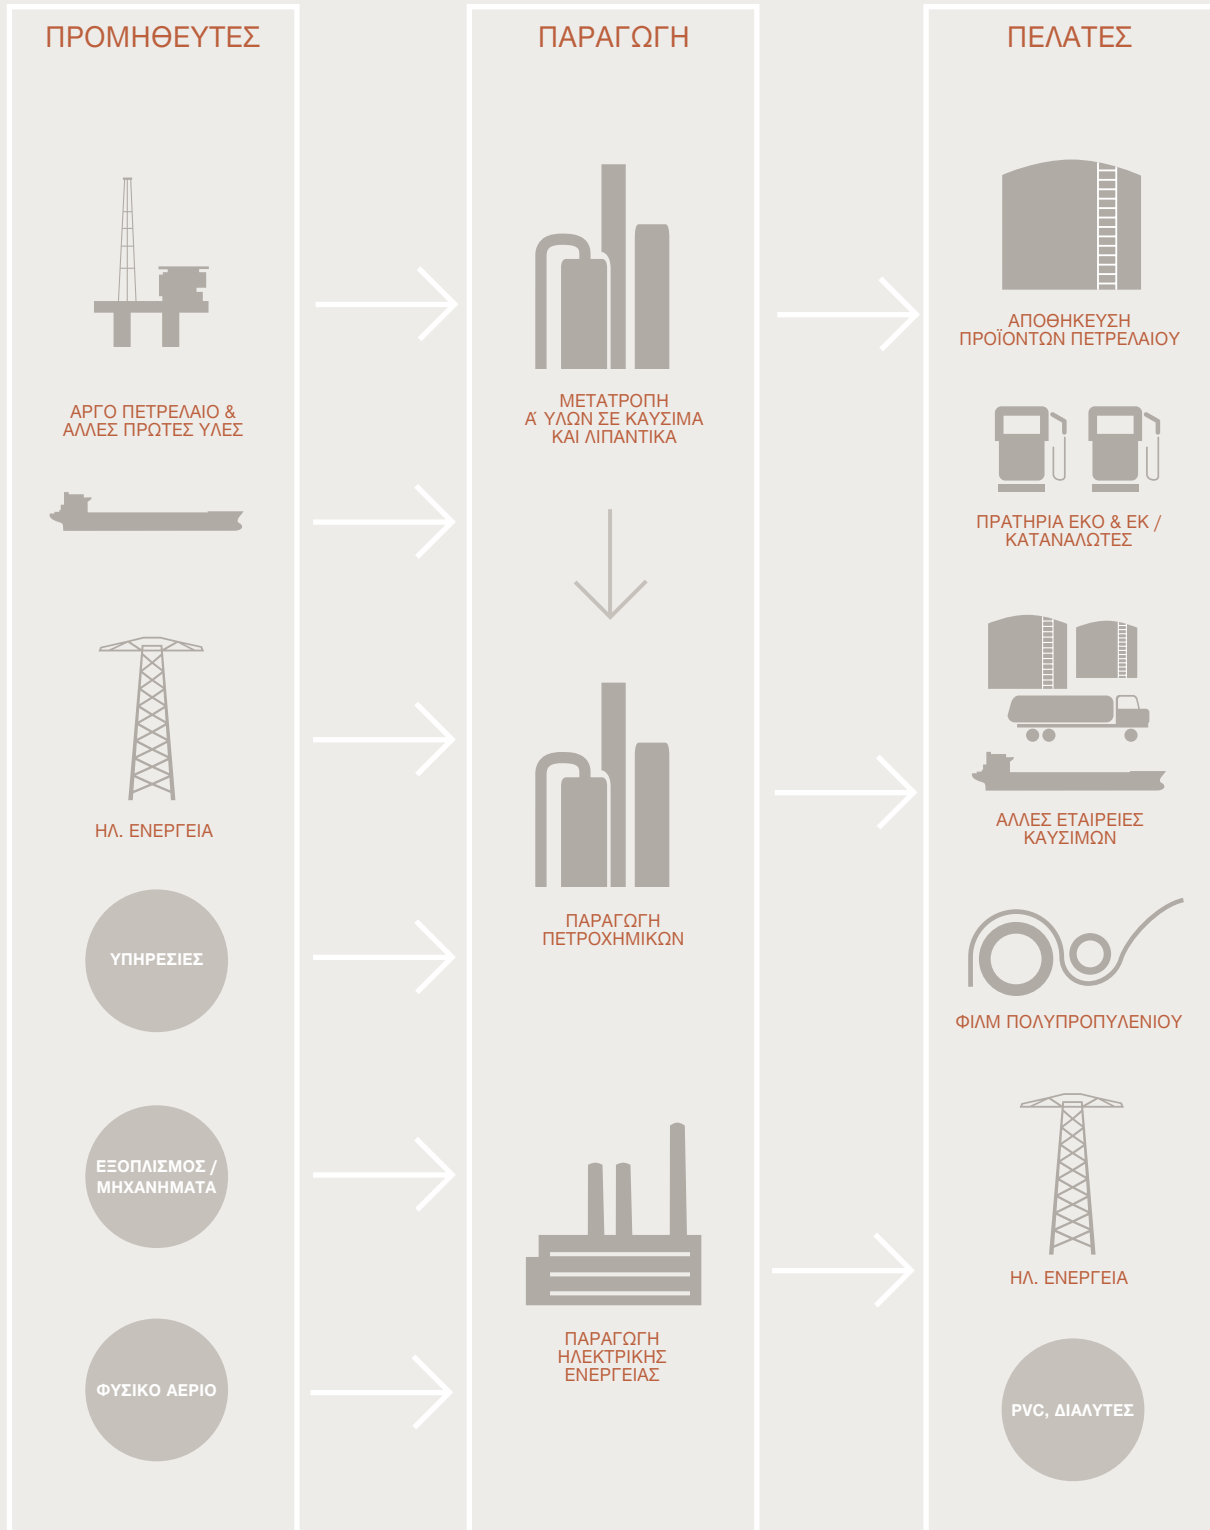 ΠΡΟΜΗΘΕΥΤΕΣ
ΑΡΓΟ ΠΕΤΡΕΛΑΙΟ &
ΑΛΛΕΣ ΠΡΩΤΕΣ ΥΛΕΣ
ΗΛ. ΕΝΕΡΓΕΙΑ
ΥΠΗΡΕΣΙΕΣ
ΕΞΟΠΛΙΣΜΟΣ /
ΜΗΧΑΝΗΜΑΤΑ
ΦΥΣΙΚΟ ΑΕΡΙΟ
ΠΑΡΑΓΩΓΗ
ΜΕΤΑΤΡΟΠΗ
Α΄ ΥΛΩΝ ΣΕ ΚΑΥΣΙΜΑ
ΚΑΙ ΛΙΠΑΝΤΙΚΑ
ΠΑΡΑΓΩΓΗ
ΠΕΤΡΟΧΗΜΙΚΩΝ
ΠΑΡΑΓΩΓΗ
ΗΛΕΚΤΡΙΚΗΣ
ΕΝΕΡΓΕΙΑΣ
ΠΕΛΑΤΕΣ
ΑΠΟΘΗΚΕΥΣΗ
ΠΡΟΪΟΝΤΩΝ ΠΕΤΡΕΛΑΙΟΥ
ΠΡΑΤΗΡΙΑ ΕΚΟ & ΕΚ /
ΚΑΤΑΝΑΛΩΤΕΣ
ΑΛΛΕΣ ΕΤΑΙΡΕΙΕΣ
ΚΑΥΣΙΜΩΝ
ΦΙΛΜ ΠΟΛΥΠΡΟΠΥΛΕΝΙΟΥ
ΗΛ. ΕΝΕΡΓΕΙΑ
PVC, ΔΙΑΛΥΤΕΣ